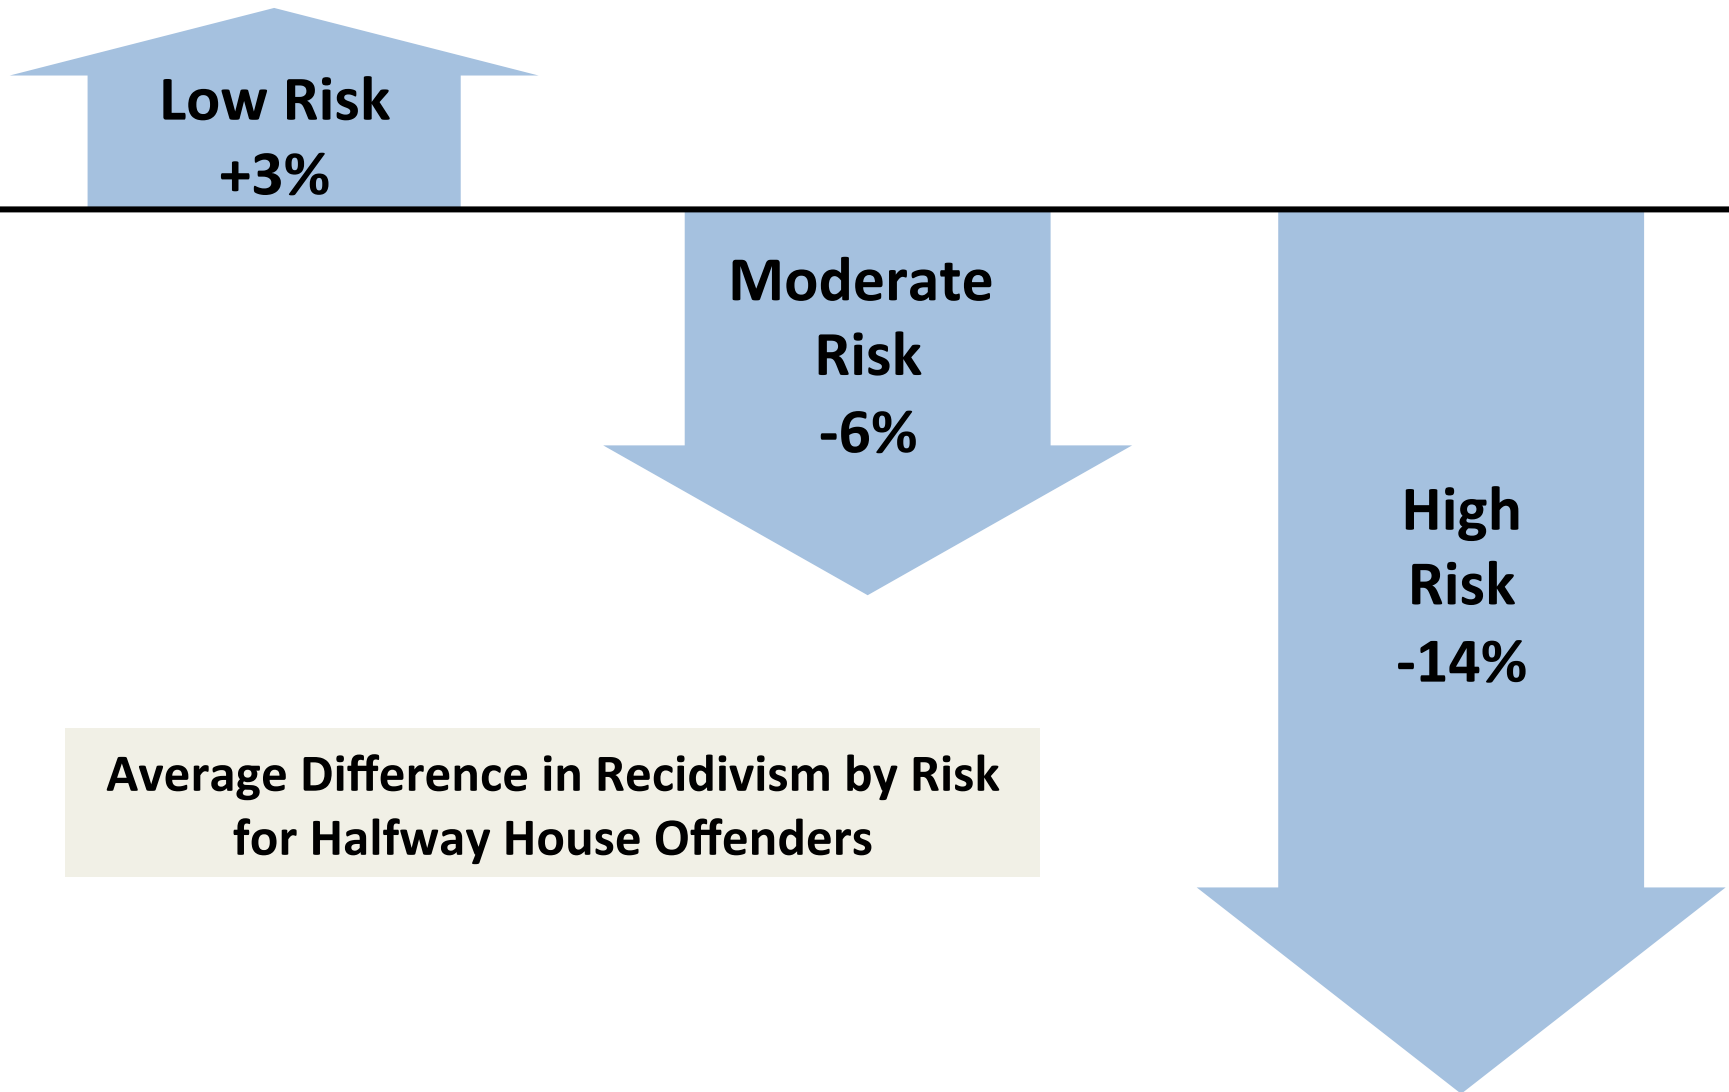 Low Risk
+3%
Moderate
Risk
-6%
High
Risk
-14%
Average Difference in Recidivism by Risk
for Halfway House Offenders